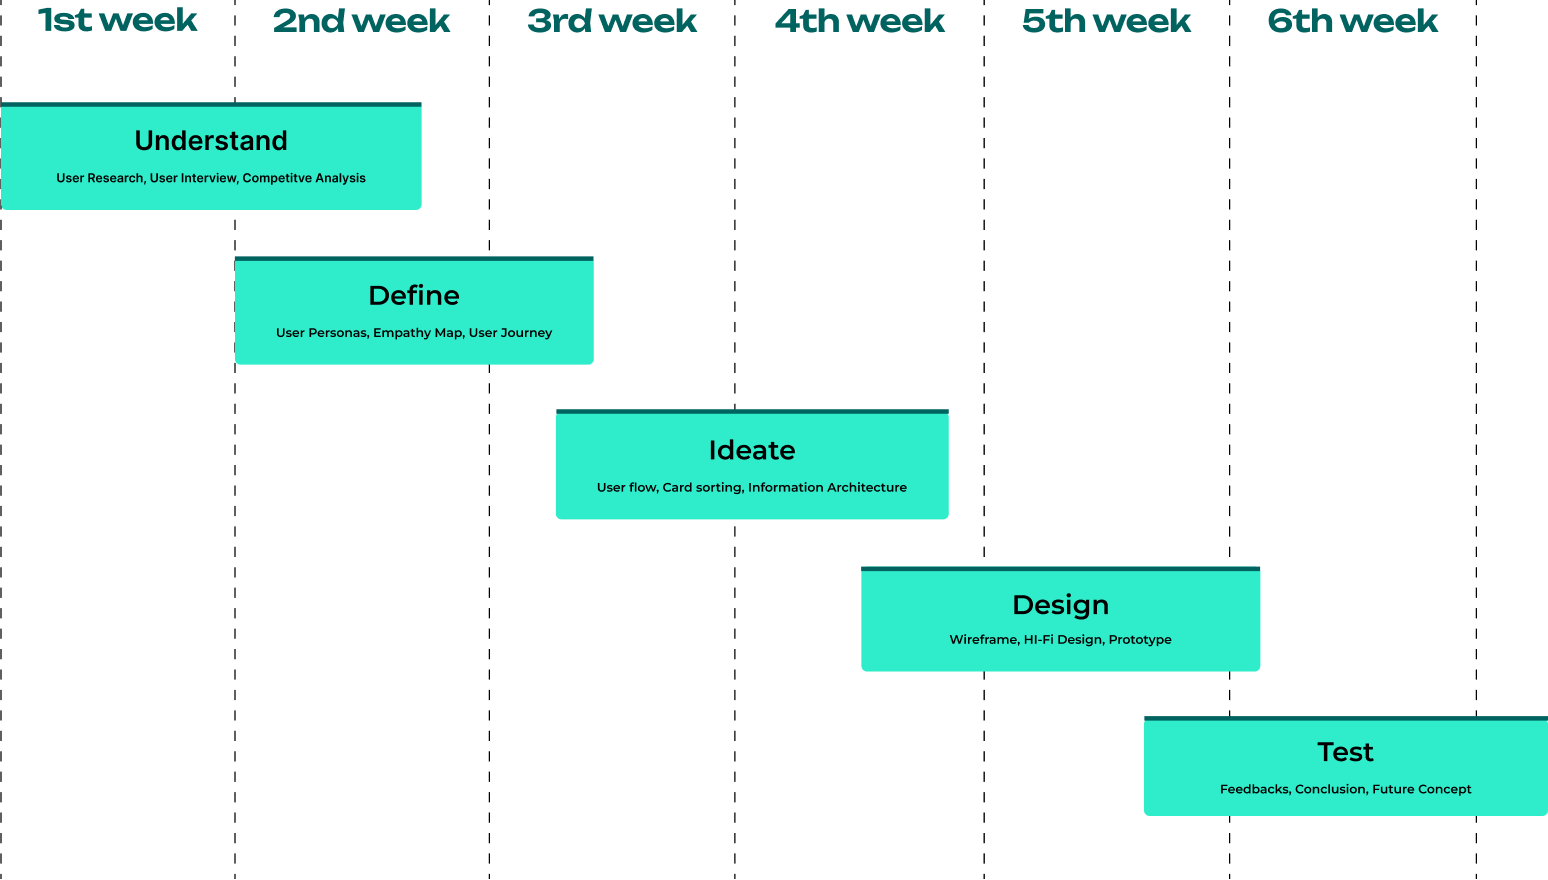 1st week
2nd week
3rd week
4th week
5th week
6th week
Understand
User Research, User Interview, Competitve Analysis
Define
User Personas, Empathy Map, User Journey
Ideate
User flow, Card sorting, Information Architecture
Design
Wireframe, HI-Fi Design, Prototype
Test
Feedbacks, Conclusion, Future Concept